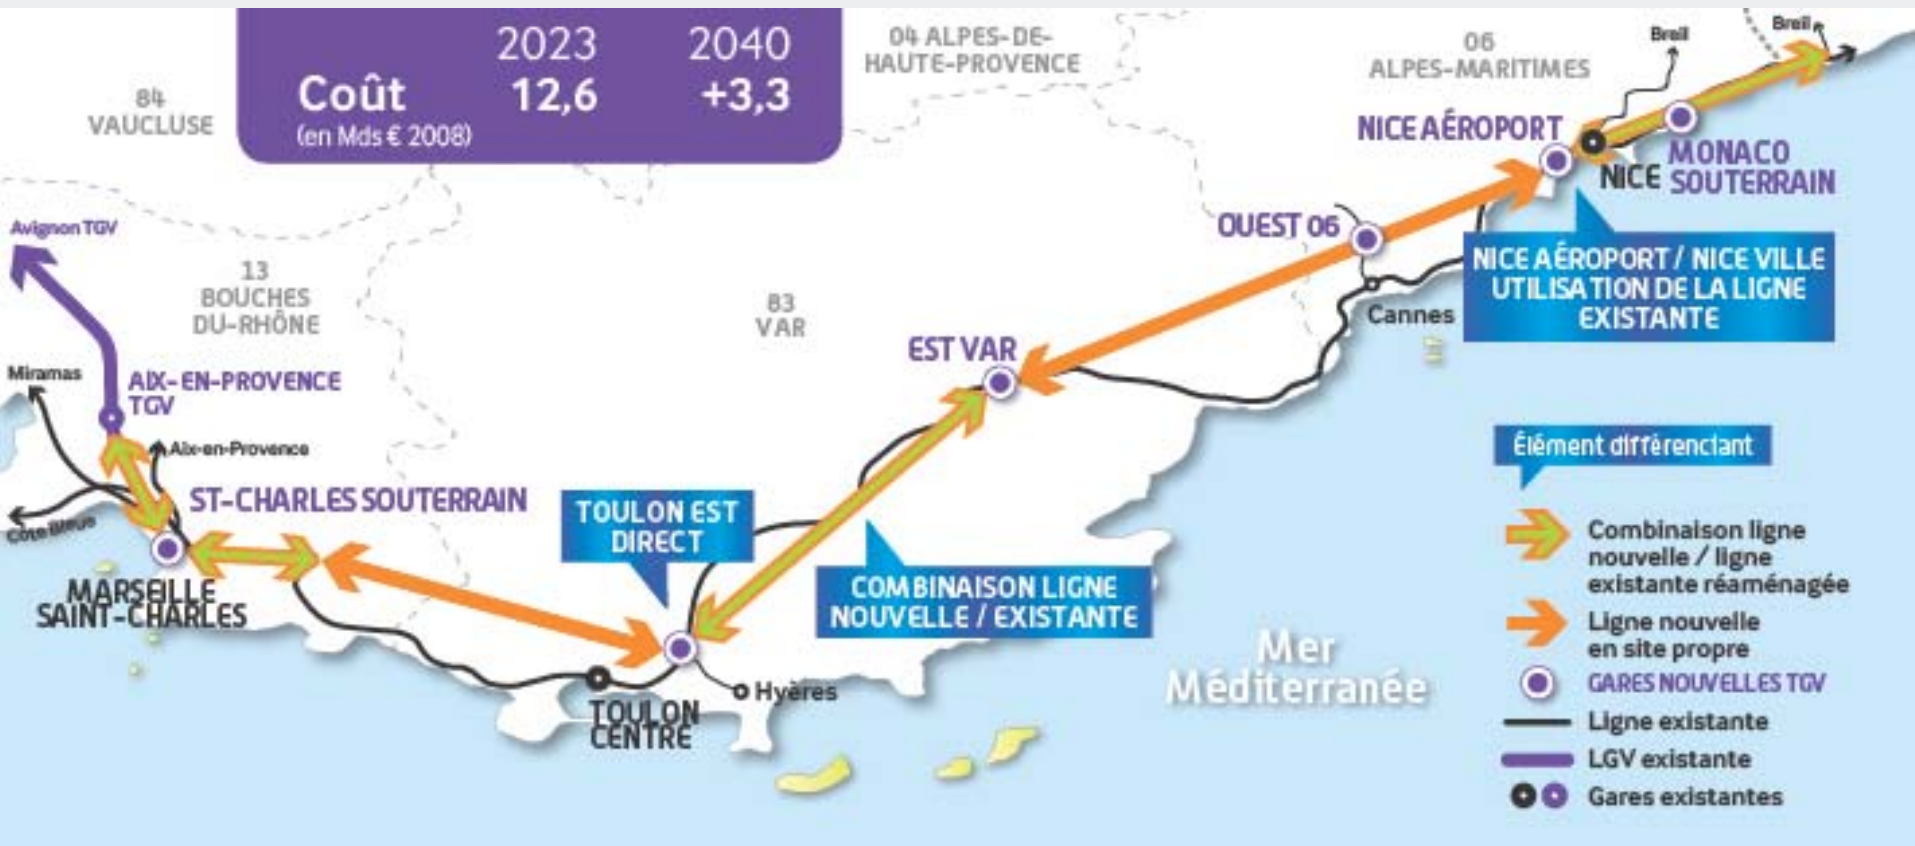 2023 2040
Coût 12,6 +3,3
(en Mds € 2008)
84
VAUCLUSE
04 ALPES-DE-
HAUTE-PROVENCE
06
ALPES-MARITIMES
Breil
Breil
NICE AÉROPORT
NICE
MONACO
SOUTERRAIN
OUEST 06
NICE AÉROPORT / NICE VILLE
UTILISATION DE LA LIGNE
EXISTANTE
Cannes
Avignon TGV
13
BOUCHES
DU-RHÔNE
83
VAR
EST VAR
Miramas
AIX-EN-PROVENCE
TGV
Aix-en-Provence
Côte Bleue
ST-CHARLES SOUTERRAIN
MARSEILLE
SAINT-CHARLES
TOULON EST
DIRECT
COMBINAISON LIGNE
NOUVELLE / EXISTANTE
Hyères
TOULON
CENTRE
Mer
Méditerranée
Élément différenciant
Combinaison ligne
nouvelle / ligne
existante réaménagée
Ligne nouvelle
en site propre
GARES NOUVELLES TGV
Ligne existante
LGV existante
Gares existantes